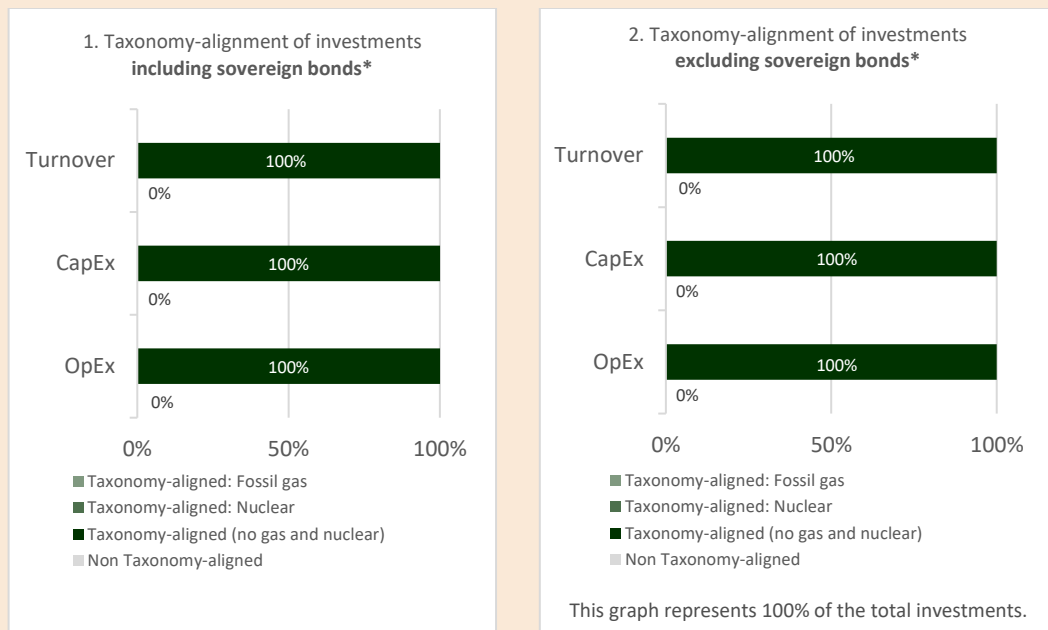 1. Taxonomy-alignment of investments
including sovereign bonds*
Turnover
100%
0%
CapEx
100%
0%
OpEx
100%
0%
0%
50%
100%
Taxonomy-aligned: Fossil gas
Taxonomy-aligned: Nuclear
Taxonomy-aligned (no gas and nuclear)
Non Taxonomy-aligned
2. Taxonomy-alignment of investments
excluding sovereign bonds*
Turnover
100%
0%
CapEx
100%
0%
OpEx
100%
0%
0%
50%
100%
Taxonomy-aligned: Fossil gas
Taxonomy-aligned: Nuclear
Taxonomy-aligned (no gas and nuclear)
Non Taxonomy-aligned
This graph represents 100% of the total investments.